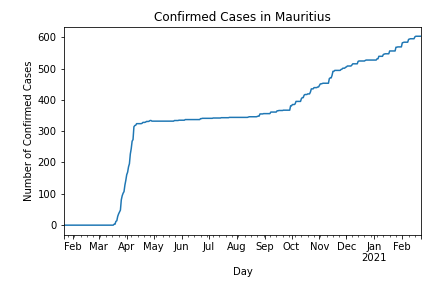 Confirmed Cases in Mauritius
Number of Confirmed Cases
600
500
400
300
200
100
0
Feb Mar Apr May Jun Jul Aug Sep Oct Nov Dec Jan Feb
2021
Day